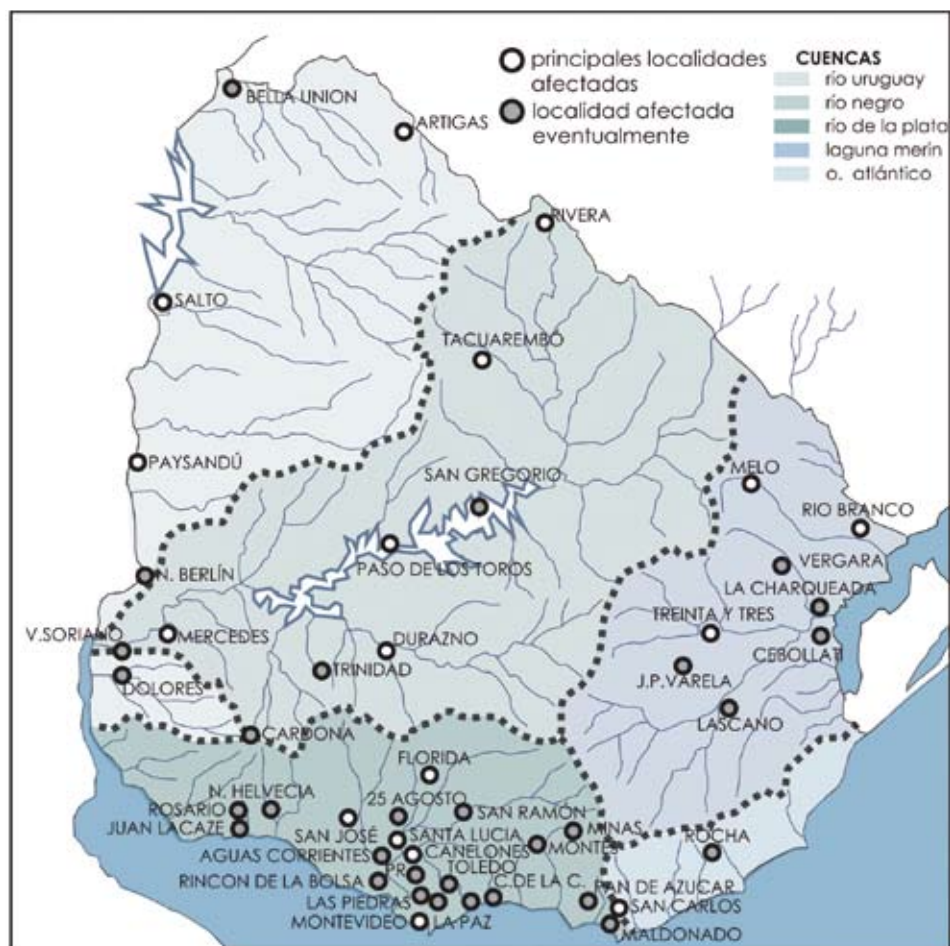 principales localidades
afectadas
localidad afectada
eventualmente
CUENCAS
río uruguay
río negro
río de la plata
laguna merin
o. atlántico
BELLA UNION
ARTIGAS
RIVERA
SALTO
TACUAREMBÓ
PAYSANDÚ
SAN GREGORIO
MELO
RIO BRANCO
PASO DE LOS TOROS
VERGARA
N. BERLÍN
LA CHARQUEADA
TREINTA Y TRES
V.SORIANO
MERCEDES
DURAZNO
CEBOLLATÍ
TRINIDAD
J.P.VARELA
DOLORES
LASCANO
CARDONA
FLORIDA
N. HELVECIA
25 AGOSTO
ROSARIO
SAN RAMÓN
JUAN LACAZE
SAN JOSÉ
SANTA LUCIA
MINAS
ROCHA
AGUAS CORRIENTES
CANELONES
MONTES
PR
TOLEDO
RINCON DE LA BOLSA
C.DE LA C.
PAN DE AZUCAR
LAS PIEDRAS
SAN CARLOS
MONTEVIDEO
LA PAZ
MALDONADO